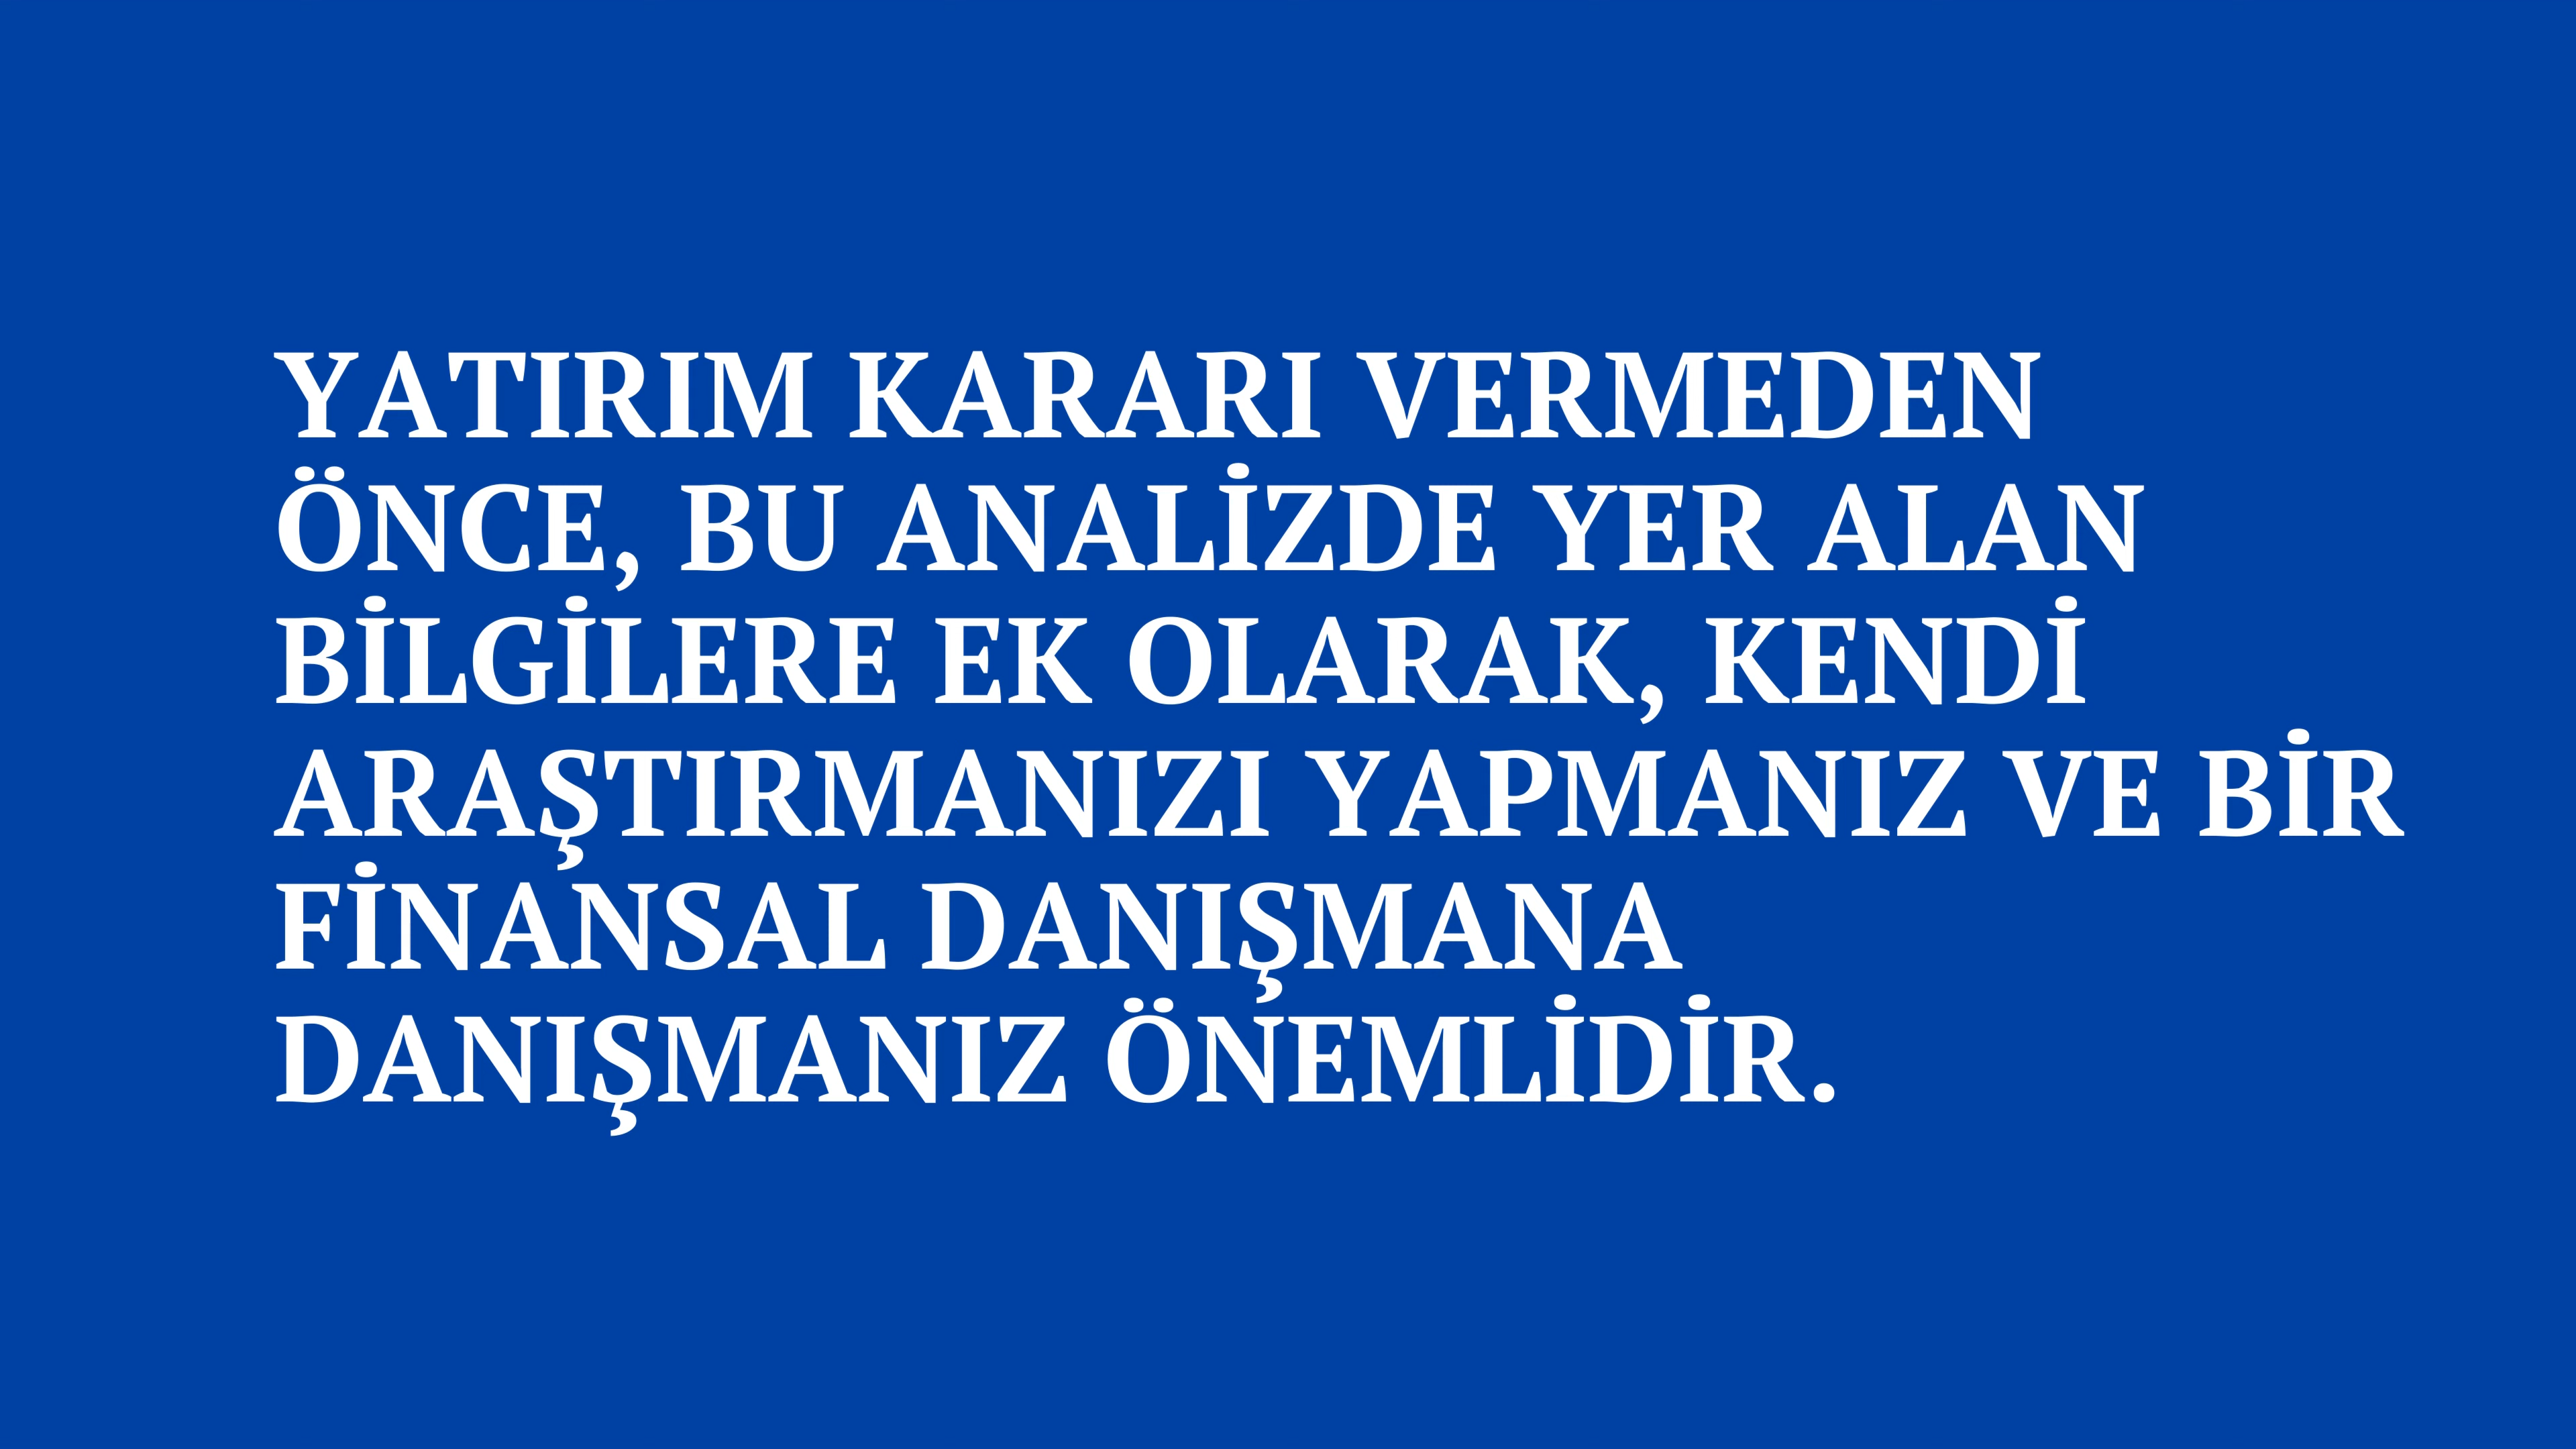 YATIRIM KARARI VERMEDEN
ÖNCE, BU ANALİZDE YER ALAN
BİLGİLERE EK OLARAK, KENDİ
ARAŞTIRMANIZI YAPMANIZ VE BİR
FİNANSAL DANIŞMANA
DANIŞMANIZ ÖNEMLİDİR.